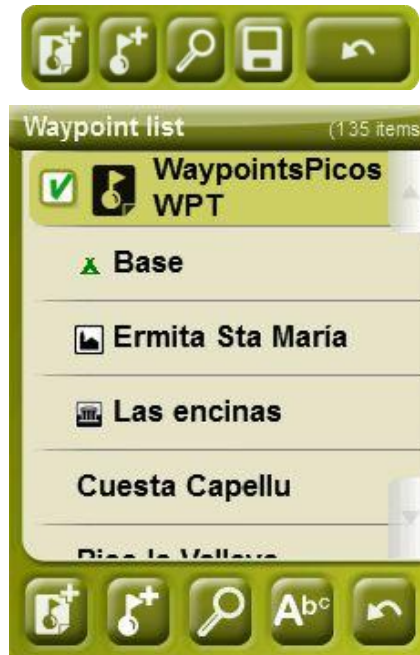 Waypoint list (135 items
WaypointsPicos
WPT
Base
Ermita Sta María
Las encinas
Cuesta Capellu
Abc